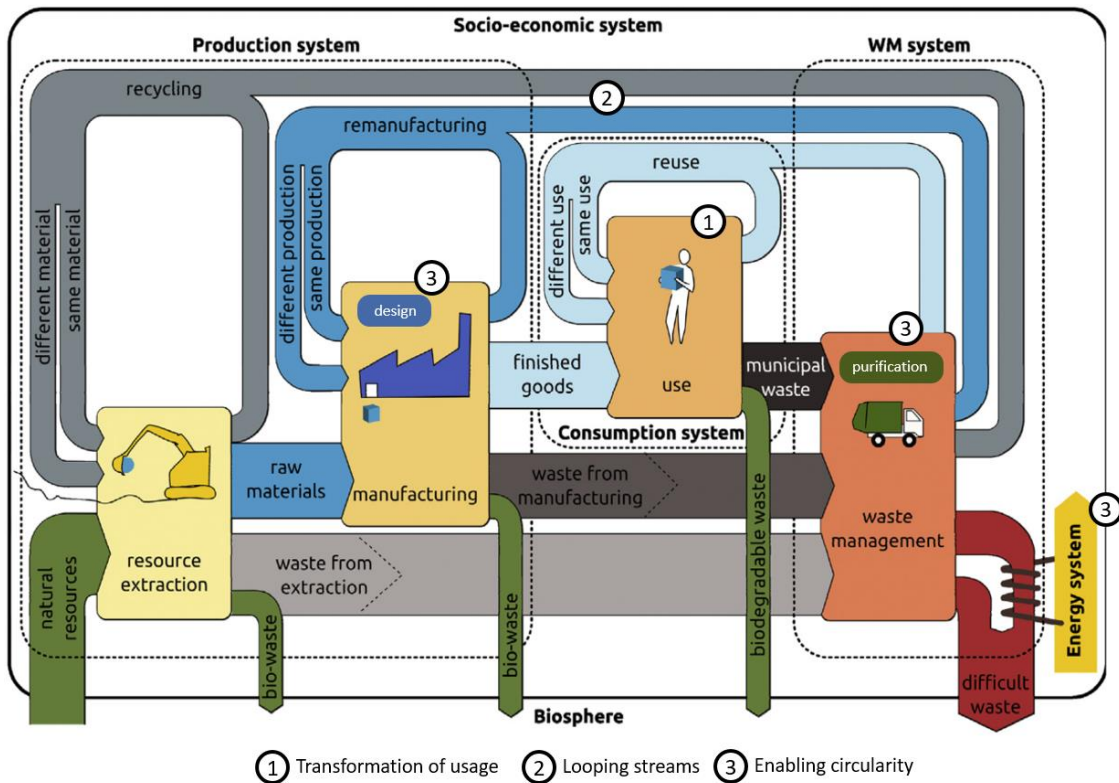 Socio-economic system
Production system
WM system
recycling
2
remanufacturing
reuse
different material
same material
different production
same production
different use
same use
1
3
design
3
purification
finished
goods
use
municipal
waste
Consumption system
raw
materials
manufacturing
waste from
manufacturing
waste
management
3
resource
extraction
waste from
extraction
natural
resources
bio-waste
bio-waste
biodegradable waste
Energy system
difficult
waste
Biosphere
1 Transformation of usage 2 Looping streams 3 Enabling circularity